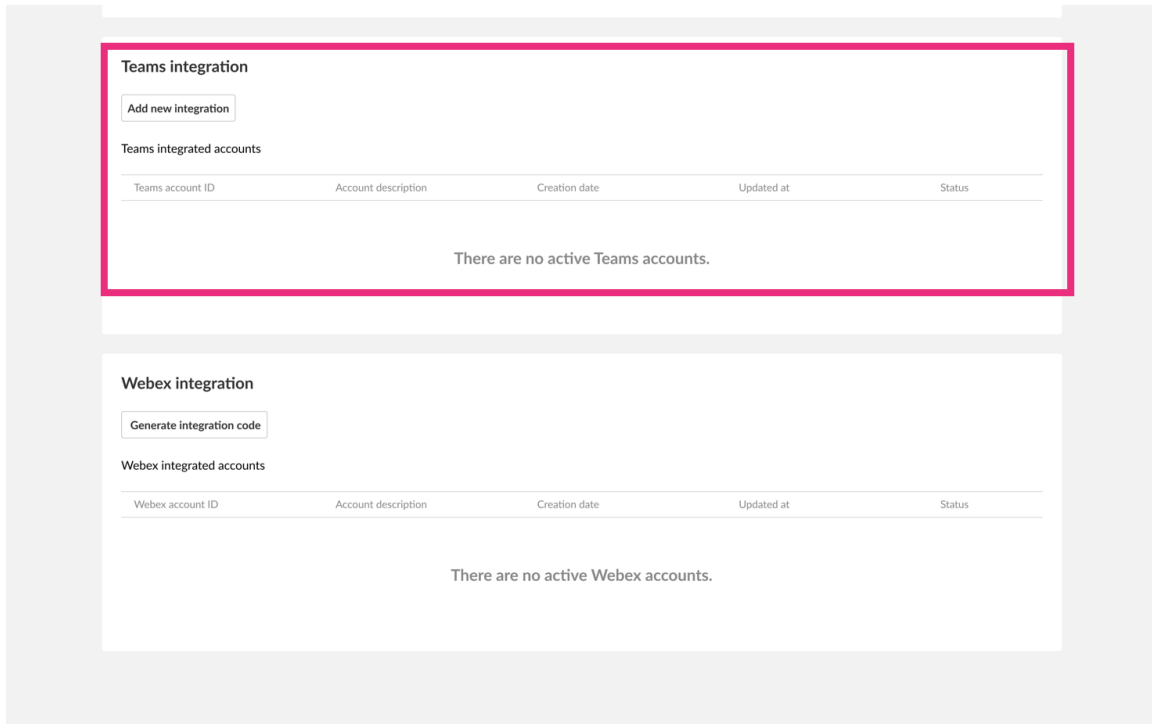 Teams integration
Add new integration
Teams integrated accounts
Teams account ID Account description Creation date Updated at Status
There are no active Teams accounts.
Webex integration
Generate integration code
Webex integrated accounts
Webex account ID Account description Creation date Updated at Status
There are no active Webex accounts.